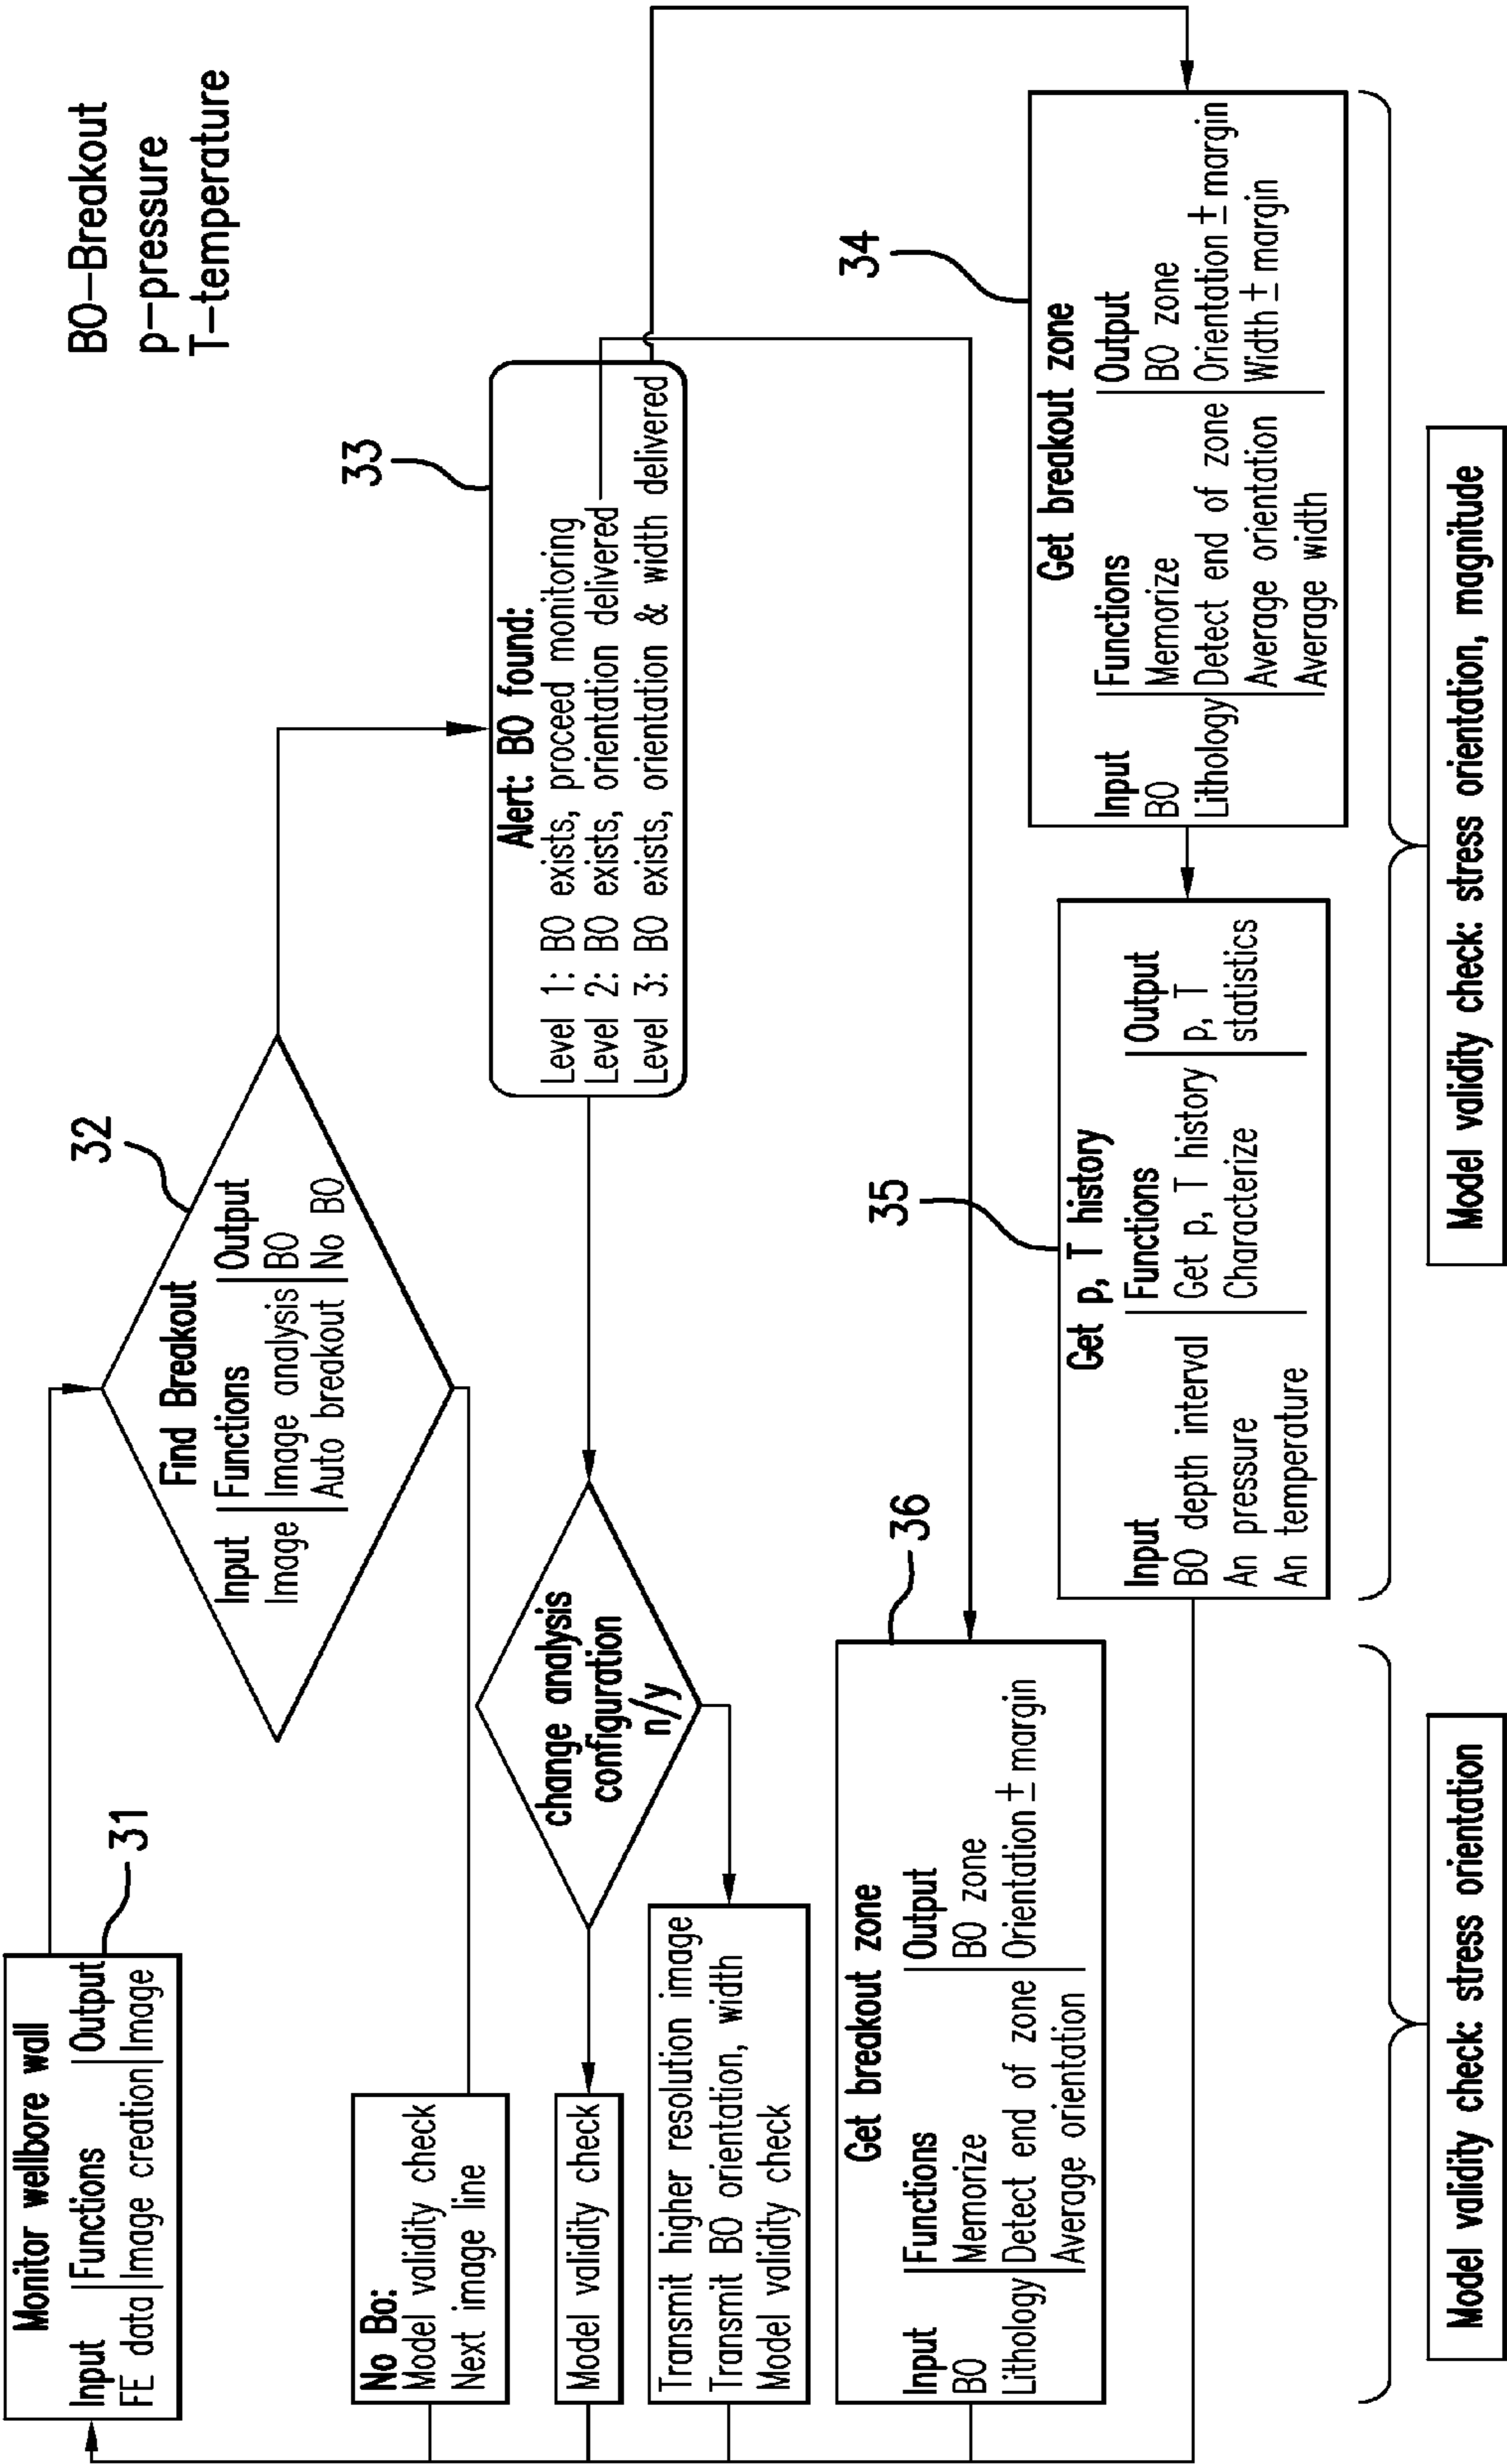 BO–Breakout
p–pressure
T–temperature
Monitor wellbore wall
Input Functions Output
FE data Image creation Image
31
Find Breakout
Input Functions Output
Image Image analysis BO
Auto breakout No BO
32
No Bo:
Model validity check
Next image line
Alert: BO found:
Level 1: BO exists, proceed monitoring
Level 2: BO exists, orientation delivered
Level 3: BO exists, orientation & width delivered
33
change analysis
configuration
n/y
Model validity check
Transmit higher resolution image
Transmit BO orientation, width
Model validity check
Get breakout zone
Input Functions Output
BO Memorize BO zone
Lithology Detect end of zone Orientation ± margin
Average orientation
36
Get p, T history
Input Functions Output
BO depth interval Get p, T history p, T
An pressure Characterize statistics
An temperature
35
Get breakout zone
Input Functions Output
BO Memorize BO zone
Lithology Detect end of zone Orientation ± margin
Average orientation Width ± margin
Average width
34
Model validity check: stress orientation
Model validity check: stress orientation, magnitude